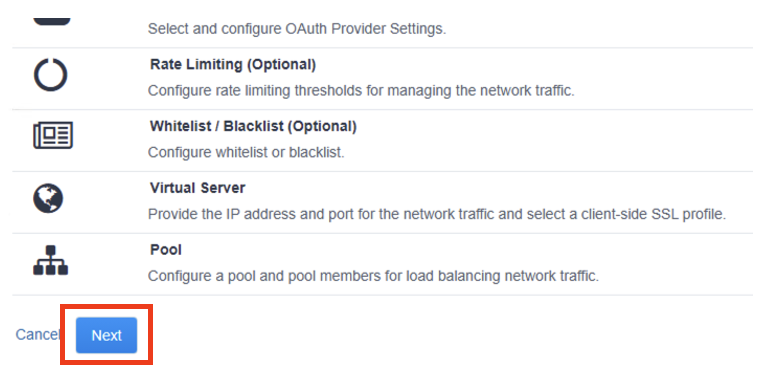 Select and configure OAuth Provider Settings.
Rate Limiting (Optional)
Configure rate limiting thresholds for managing the network traffic.
Whitelist / Blacklist (Optional)
Configure whitelist or blacklist.
Virtual Server
Provide the IP address and port for the network traffic and select a client-side SSL profile.
Pool
Configure a pool and pool members for load balancing network traffic.
Cancel Next